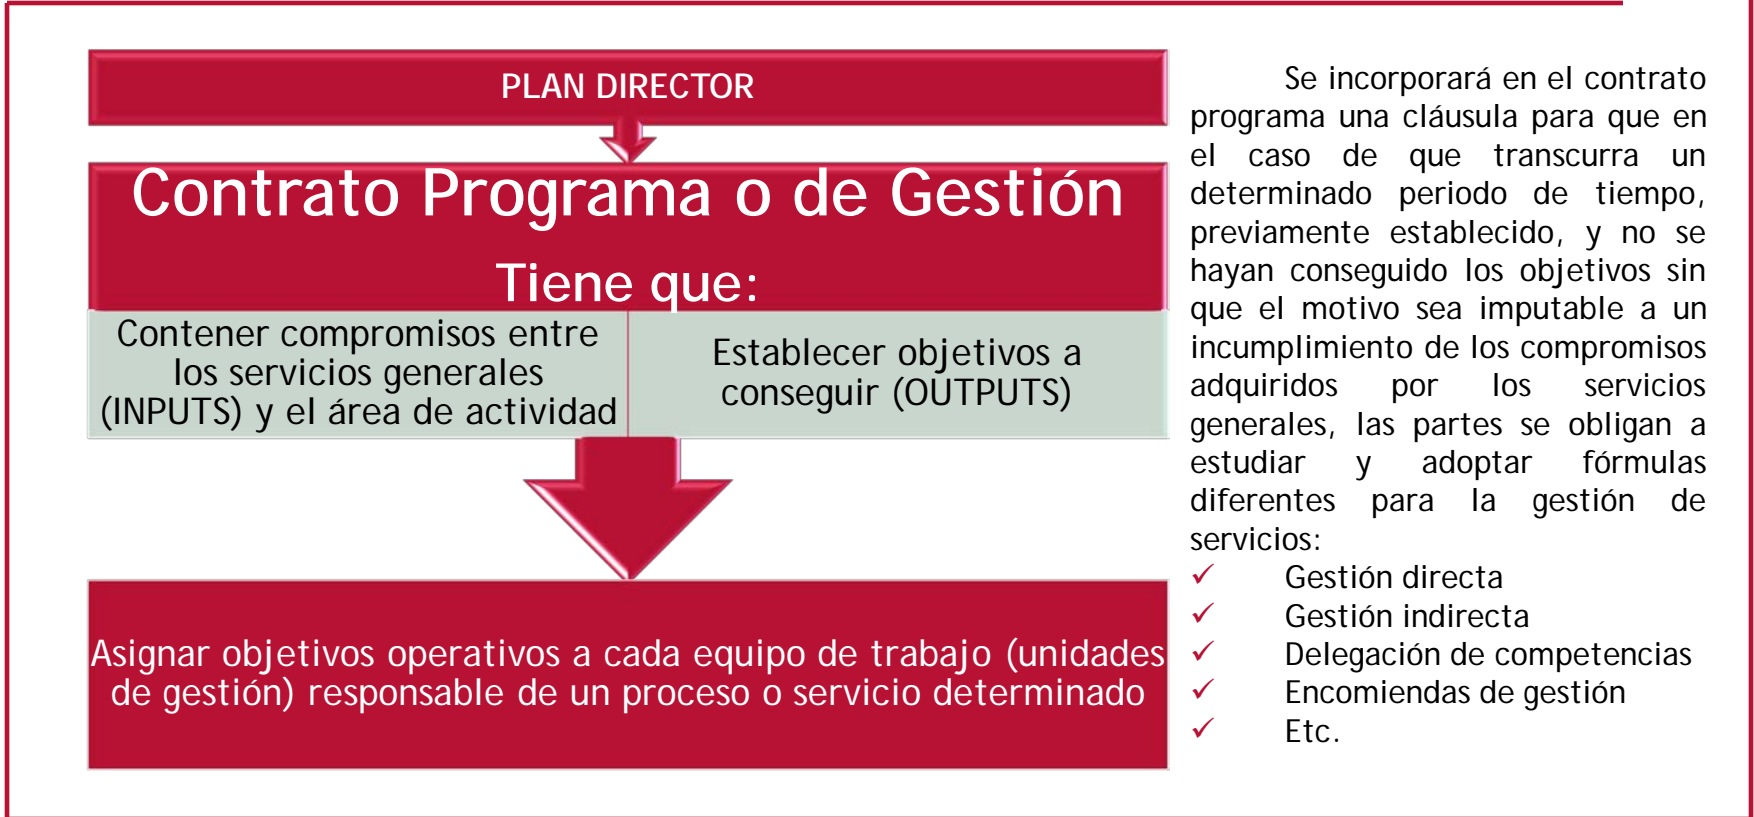 PLAN DIRECTOR
Contrato Programa o de Gestión
Tiene que:
Contener compromisos entre
los servicios generales
(INPUTS) y el área de actividad
Establecer objetivos a
conseguir (OUTPUTS)
Asignar objetivos operativos a cada equipo de trabajo (unidades
de gestión) responsable de un proceso o servicio determinado
Se incorporará en el contrato
programa una cláusula para que en
el caso de que transcurra un
determinado periodo de tiempo,
previamente establecido, y no se
hayan conseguido los objetivos sin
que el motivo sea imputable a un
incumplimiento de los compromisos
adquiridos por los servicios
generales, las partes se obligan a
estudiar y adoptar fórmulas
diferentes para la gestión de
servicios:
✓ Gestión directa
✓ Gestión indirecta
✓ Delegación de competencias
✓ Encomiendas de gestión
✓ Etc.